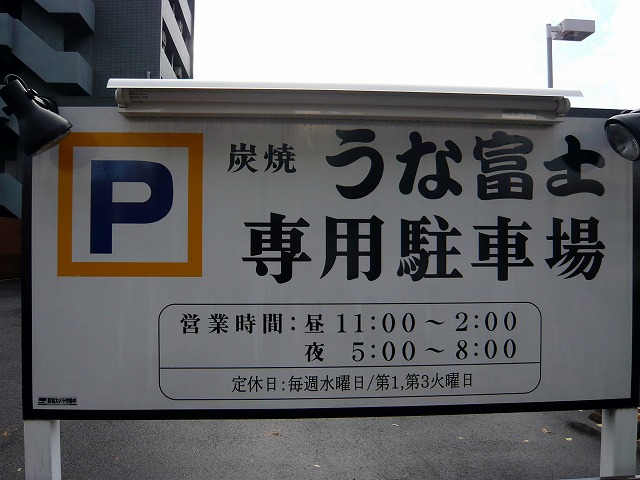 P
炭焼 うな富士
専用駐車場
営業時間:昼 11:00～2:00
夜 5:00～8:00
定休日:毎週水曜日/第1,第3火曜日